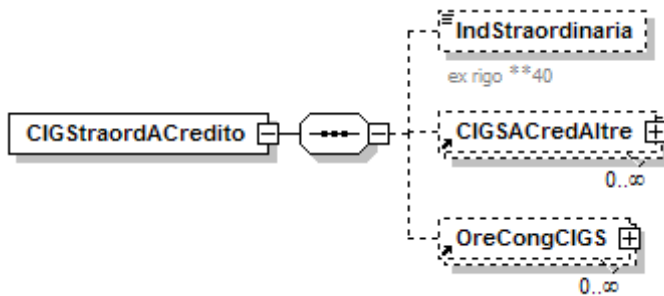 IndStraordinaria
ex rigo **40
CIGStraordACredito
CIGSACredAltre
0..∞
OreCongCIGS
0..∞